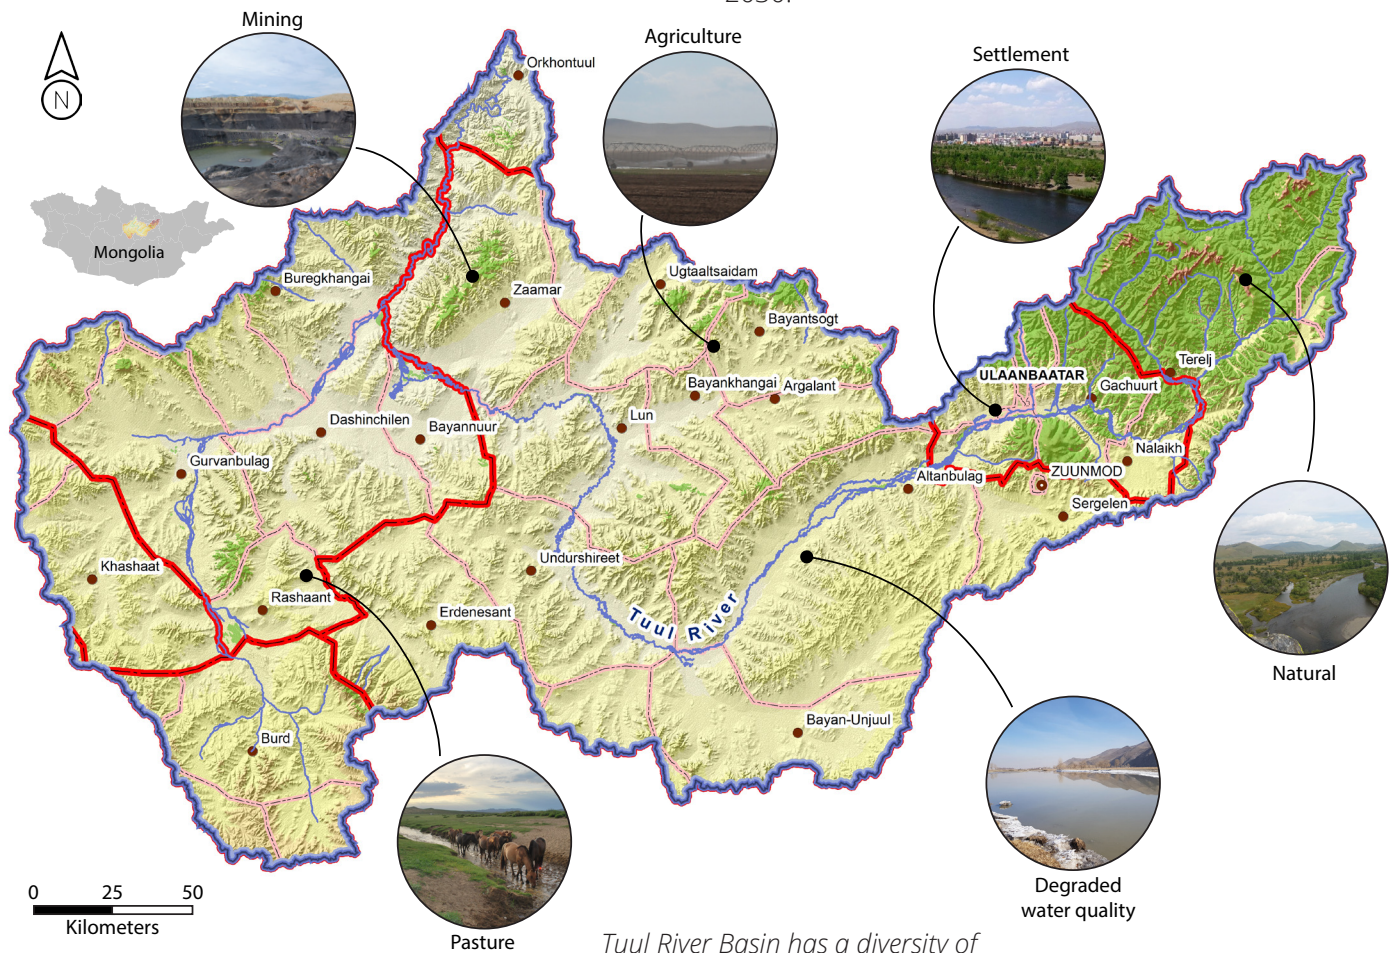 2030.
Mining
Agriculture
Settlement
N
Orkhontuul
Mongolia
Buregkhangai
Zaamar
Ugtaaltsaidam
Bayantsogt
Terelj
ULAANBAATAR
Gachuurt
Bayankhangai
Argalant
Lun
Dashinchilen
Bayannuur
Nalaikh
Gurvanbulag
Altanbulag
ZUUNMOD
Sergelen
Undurshireet
Khashaat
Rashaant
Erdenesant
Tuul River
Natural
Bayan-Unjuul
Burd
Degraded
water quality
0 25 50
Kilometers
Pasture
Tuul River Basin has a diversity of